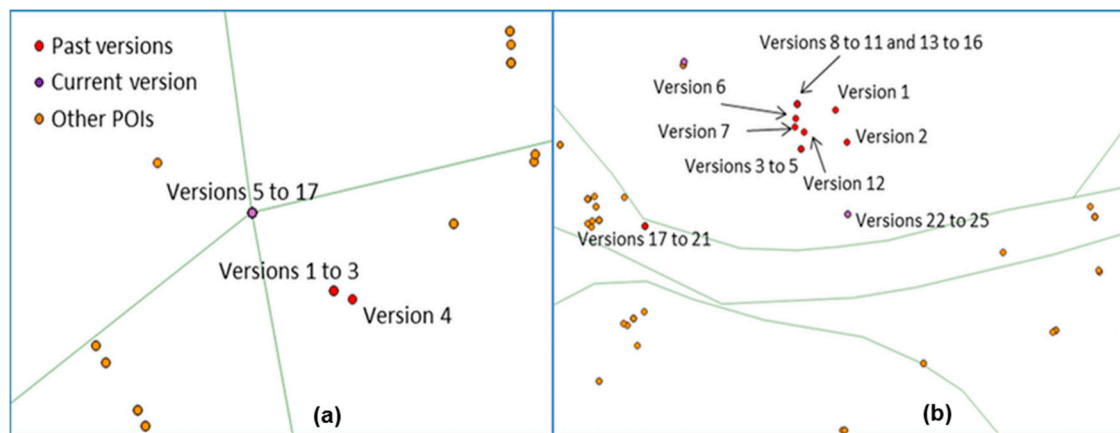 Past versions
Current version
Other POIs
Versions 5 to 17
Versions 1 to 3
Version 4
(a)
Versions 8 to 11 and 13 to 16
Version 6
Version 1
Version 7
Version 2
Versions 3 to 5
Version 12
Versions 22 to 25
Versions 17 to 21
(b)